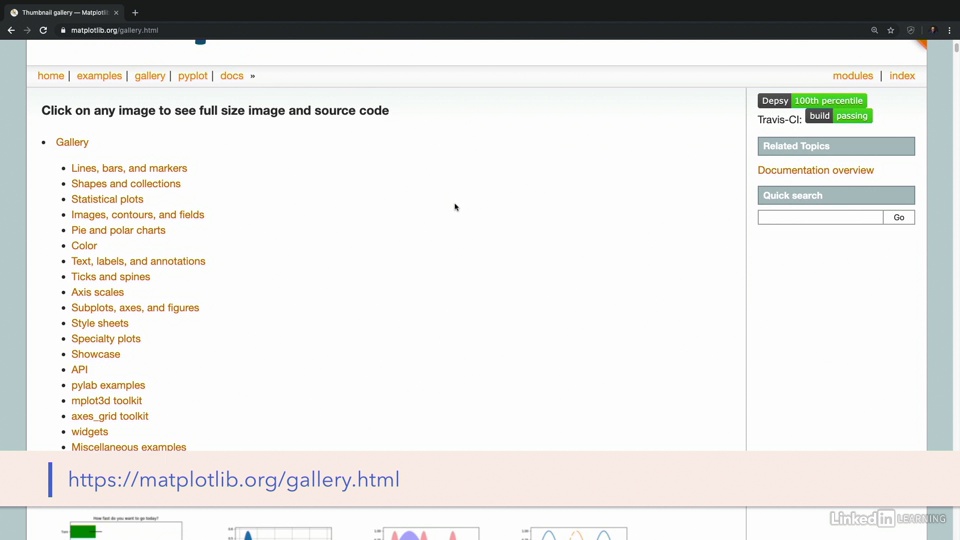 Thumbnail gallery — Matplotli
matplotlib.org/gallery.html
home | examples | gallery | pyplot | docs »
modules | index
Click on any image to see full size image and source code
Depsy 100th percentile
Travis-CI: build passing
Related Topics
Documentation overview
Quick search
Go
Gallery
Lines, bars, and markers
Shapes and collections
Statistical plots
Images, contours, and fields
Pie and polar charts
Color
Text, labels, and annotations
Ticks and spines
Axis scales
Subplots, axes, and figures
Style sheets
Specialty plots
Showcase
API
pylab examples
mplot3d toolkit
axes_grid toolkit
widgets
Miscellaneous examples
https://matplotlib.org/gallery.html
How fast do you want to go today?
LinkedIn LEARNING